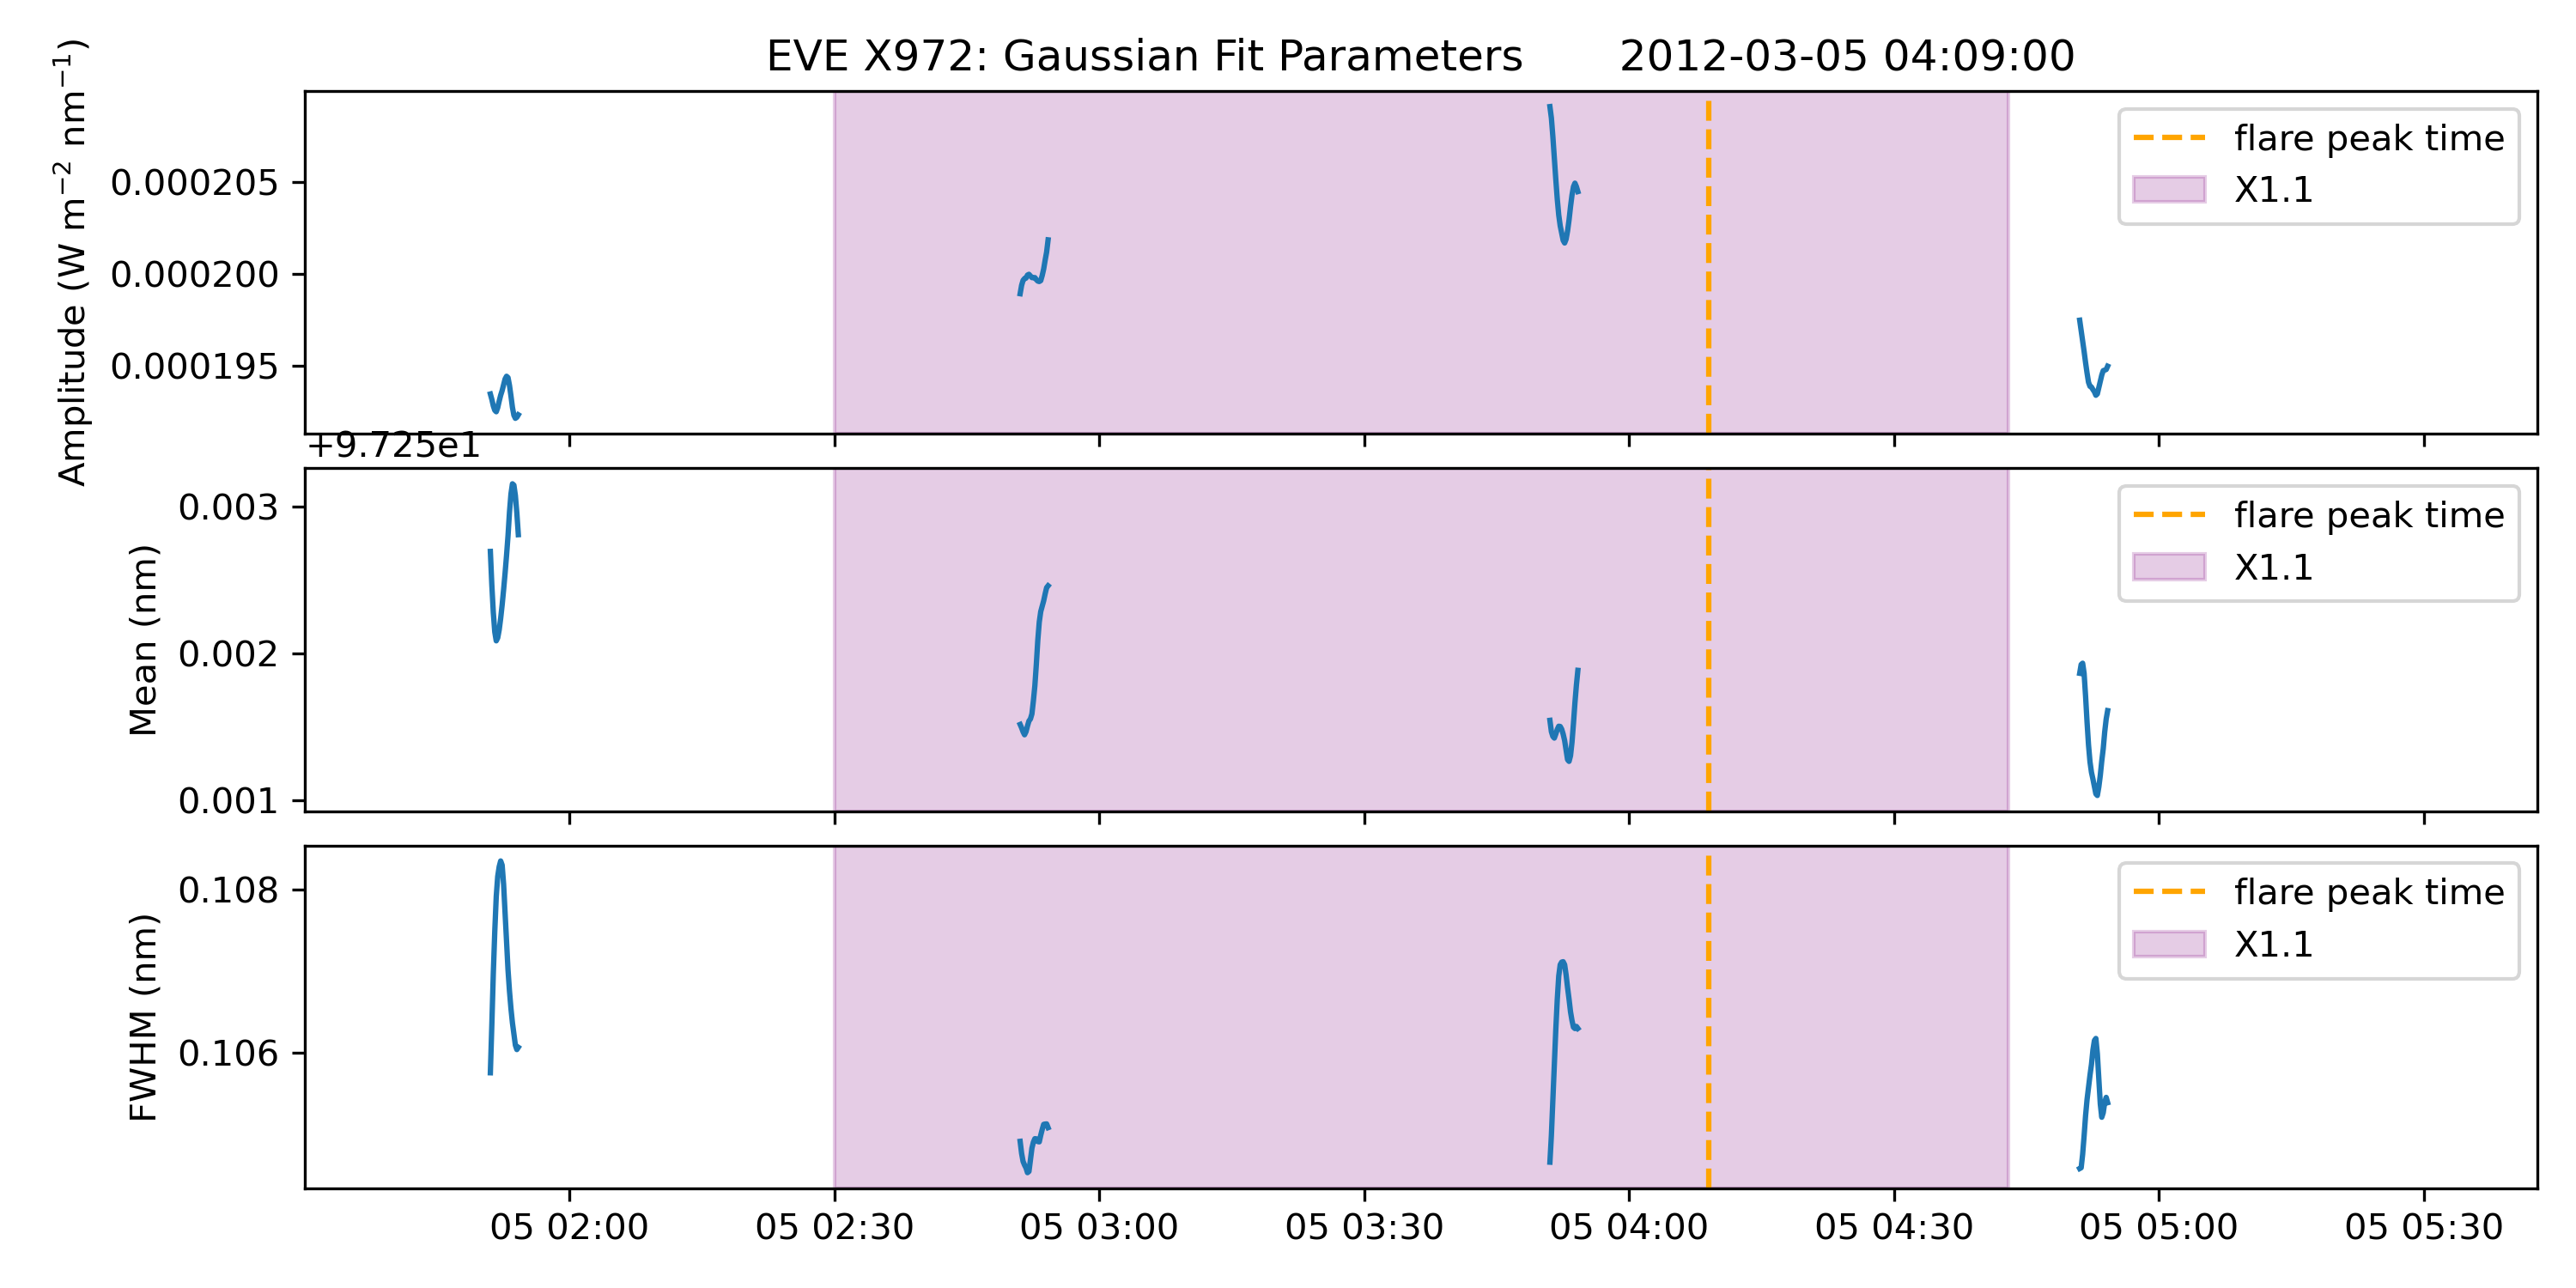 EVE X972: Gaussian Fit Parameters 2012-03-05 04:09:00
Amplitude (W m⁻² nm⁻¹)
0.000205
0.000200
0.000195
flare peak time
X1.1
+9.725e1
Mean (nm)
0.003
0.002
0.001
flare peak time
X1.1
FWHM (nm)
0.108
0.106
flare peak time
X1.1
05 02:00 05 02:30 05 03:00 05 03:30 05 04:00 05 04:30 05 05:00 05 05:30